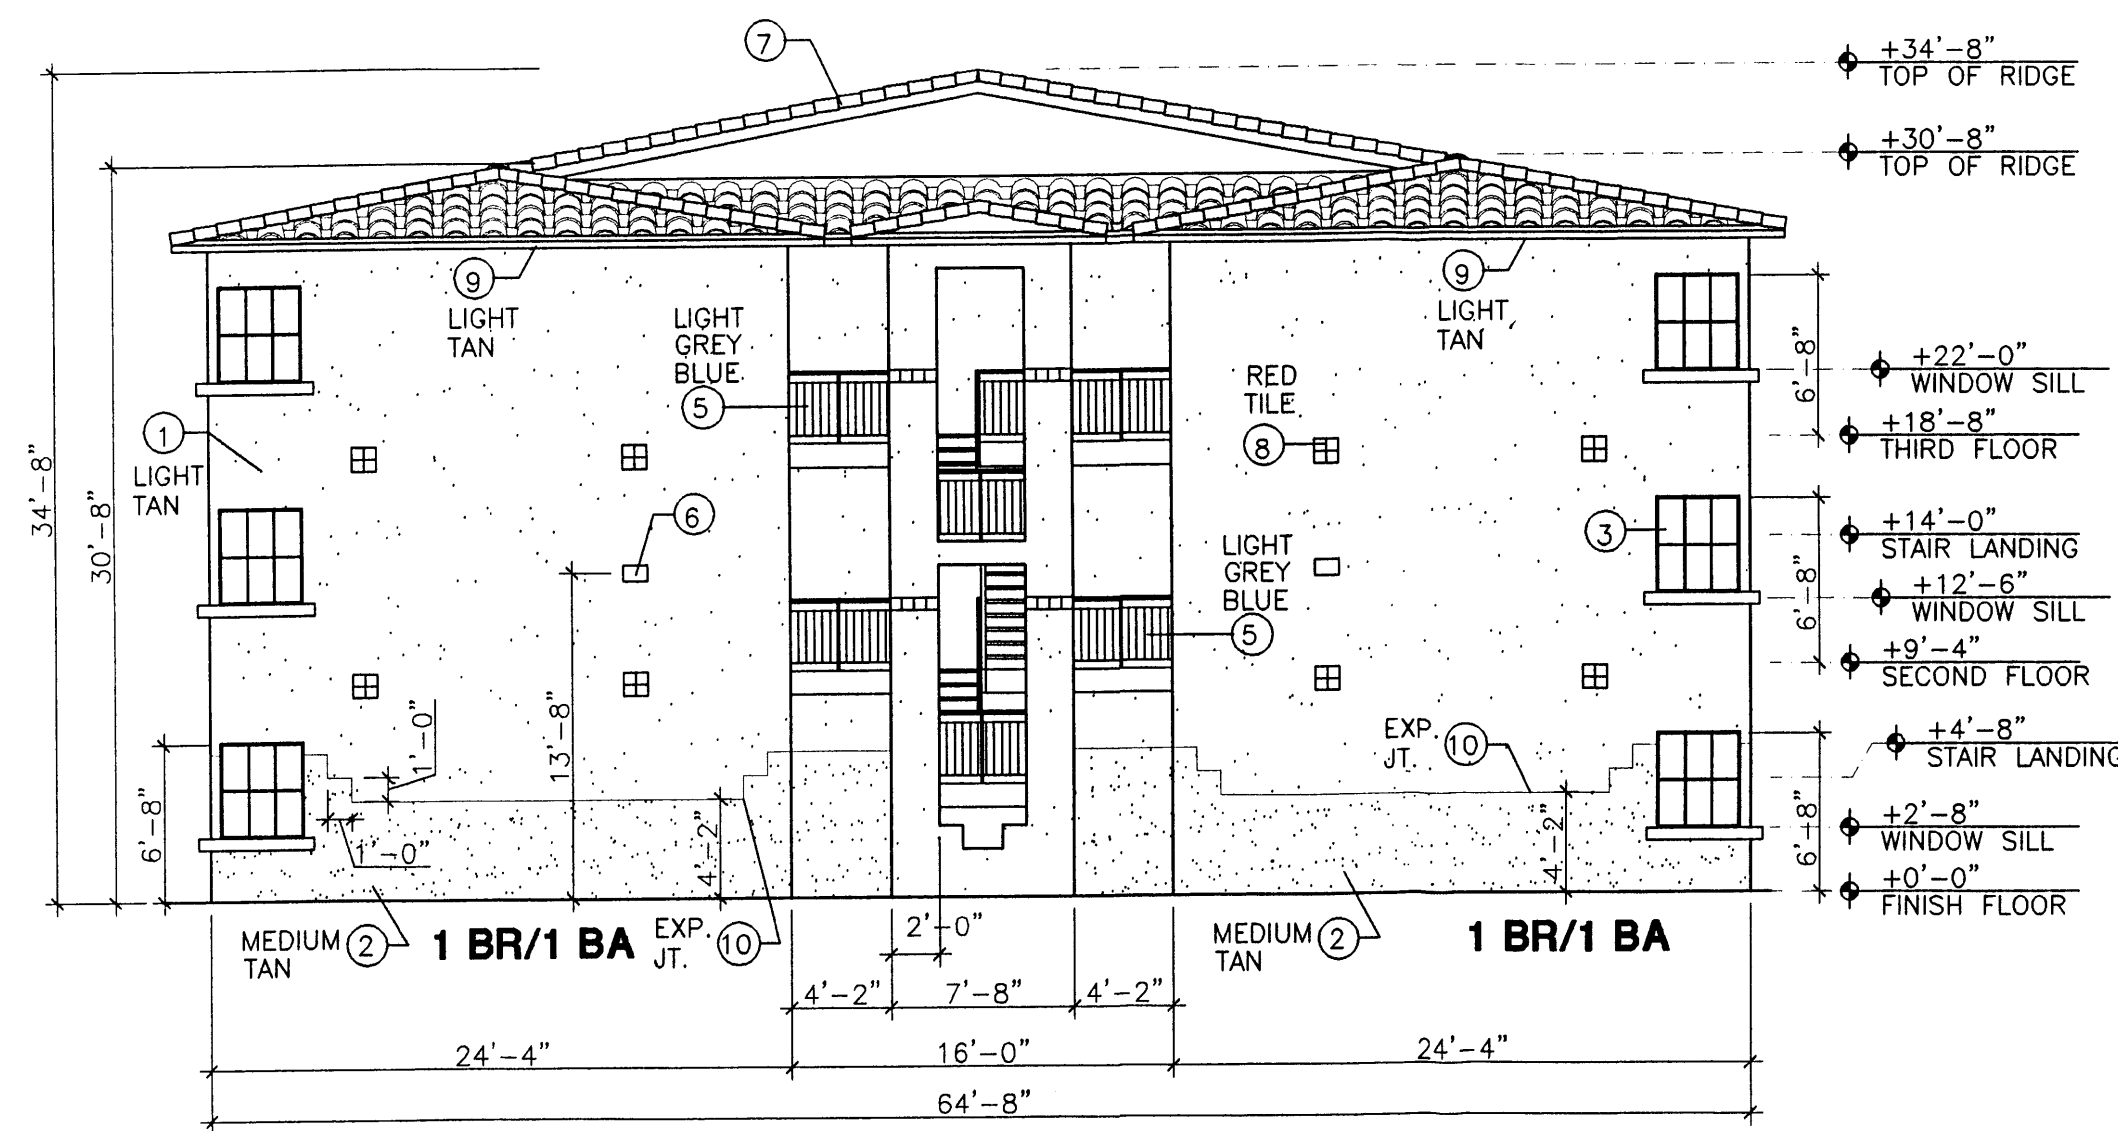 7
+34'-8"
TOP OF RIDGE
+30'-8"
TOP OF RIDGE
9
LIGHT
TAN
LIGHT
GREY
BLUE
5
9
LIGHT
TAN
6'-8"
+22'-0"
WINDOW SILL
RED
TILE
8
1
LIGHT
TAN
+18'-8"
THIRD FLOOR
34'-8"
30'-8"
6
3
+14'-0"
STAIR LANDING
LIGHT
GREY
BLUE
5
6'-8"
+12'-6"
WINDOW SILL
+9'-4"
SECOND FLOOR
1'-0"
13'-8"
EXP.
JT.
10
+4'-8"
STAIR LANDING
6'-8"
1'-0"
4'-2"
4'-2"
6'-8"
+2'-8"
WINDOW SILL
+0'-0"
FINISH FLOOR
MEDIUM
TAN
2
1 BR/1 BA
EXP.
JT.
10
2'-0"
MEDIUM
TAN
2
1 BR/1 BA
4'-2" 7'-8" 4'-2"
24'-4" 16'-0" 24'-4"
64'-8"